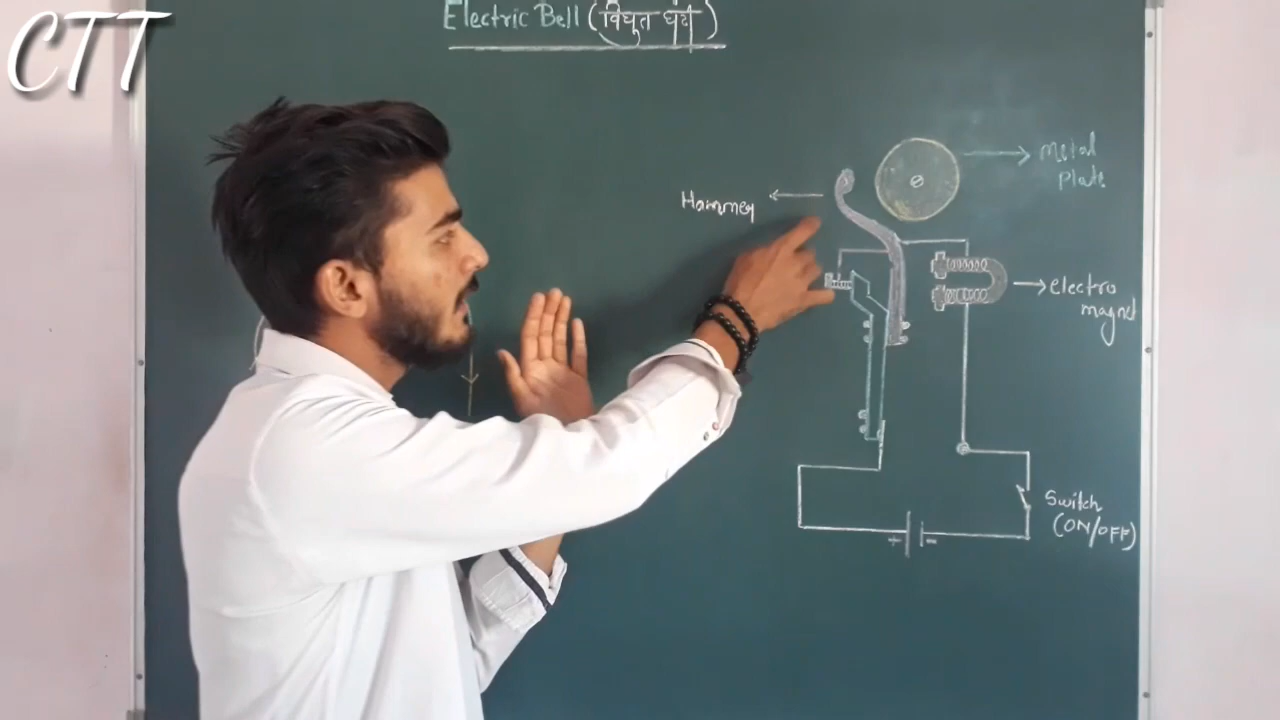 CTT
Electric Bell (विद्युत घंटी)
Metal
Plate
Hammer
Electro
magnet
Switch
(ON/OFF)
+ -